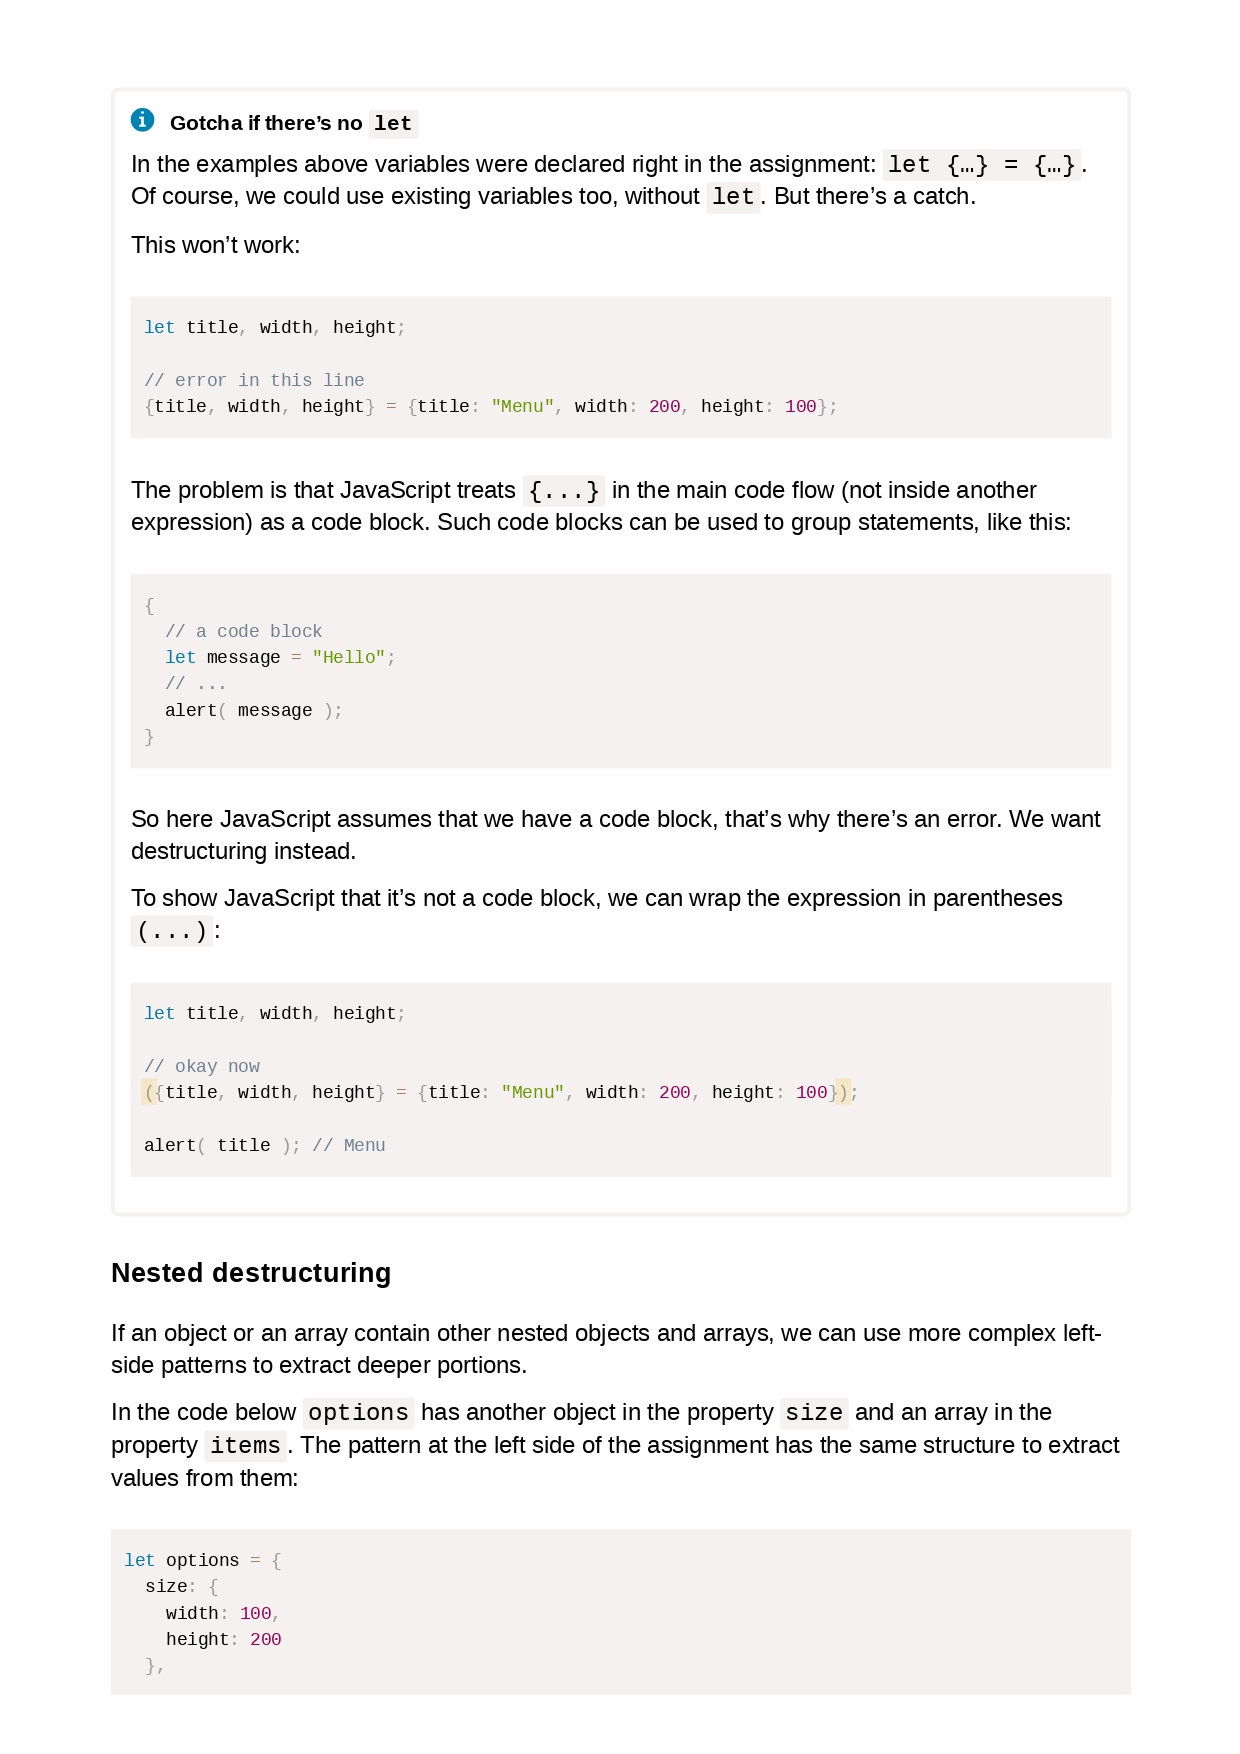 Gotcha if there’s no let
In the examples above variables were declared right in the assignment: let {…} = {…}.
Of course, we could use existing variables too, without let. But there’s a catch.
This won’t work:
let title, width, height;
// error in this line
{title, width, height} = {title: "Menu", width: 200, height: 100};
The problem is that JavaScript treats {...} in the main code flow (not inside another
expression) as a code block. Such code blocks can be used to group statements, like this:
{
  // a code block
  let message = "Hello";
  // ...
  alert( message );
}
So here JavaScript assumes that we have a code block, that’s why there’s an error. We want
destructuring instead.
To show JavaScript that it’s not a code block, we can wrap the expression in parentheses
(...):
let title, width, height;
// okay now
({title, width, height} = {title: "Menu", width: 200, height: 100});
alert( title ); // Menu
Nested destructuring
If an object or an array contain other nested objects and arrays, we can use more complex left-
side patterns to extract deeper portions.
In the code below options has another object in the property size and an array in the
property items. The pattern at the left side of the assignment has the same structure to extract
values from them:
let options = {
  size: {
    width: 100,
    height: 200
  },